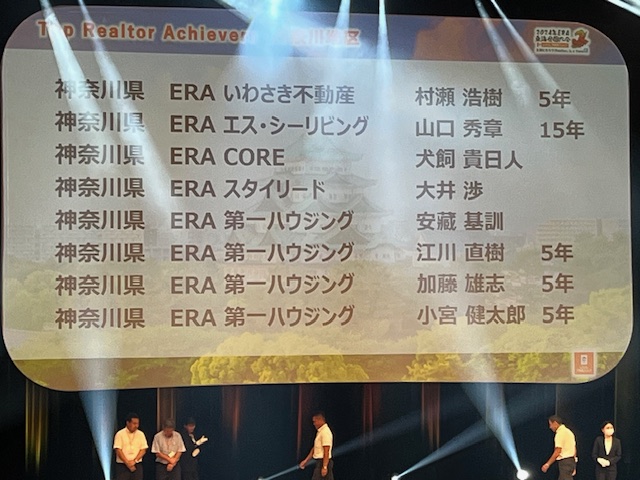 Top Realtor Achiever
神奈川県 ERA いわさき不動産 村瀬 浩樹 5年
神奈川県 ERA エス・シーリビング 山口 秀章 15年
神奈川県 ERA CORE 犬飼 貴日人
神奈川県 ERA スタイリード 大井 渉
神奈川県 ERA 第一ハウジング 安藏 基訓
神奈川県 ERA 第一ハウジング 江川 直樹 5年
神奈川県 ERA 第一ハウジング 加藤 雄志 5年
神奈川県 ERA 第一ハウジング 小宮 健太郎 5年